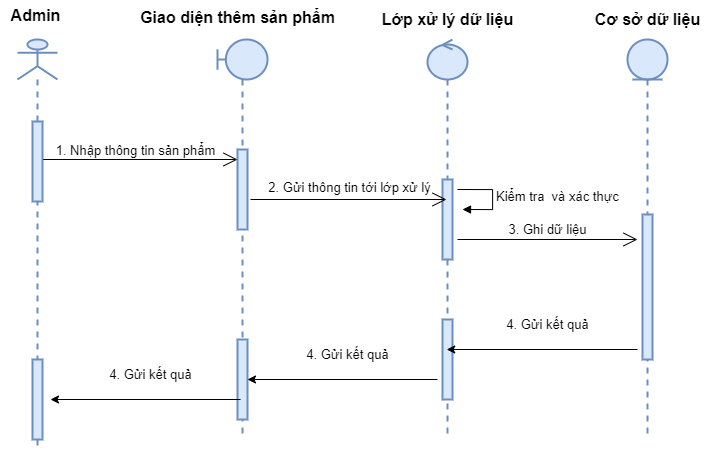 Admin
Giao diện thêm sản phẩm
Lớp xử lý dữ liệu
Cơ sở dữ liệu
1. Nhập thông tin sản phẩm
2. Gửi thông tin tới lớp xử lý
Kiểm tra và xác thực
3. Ghi dữ liệu
4. Gửi kết quả
4. Gửi kết quả
4. Gửi kết quả